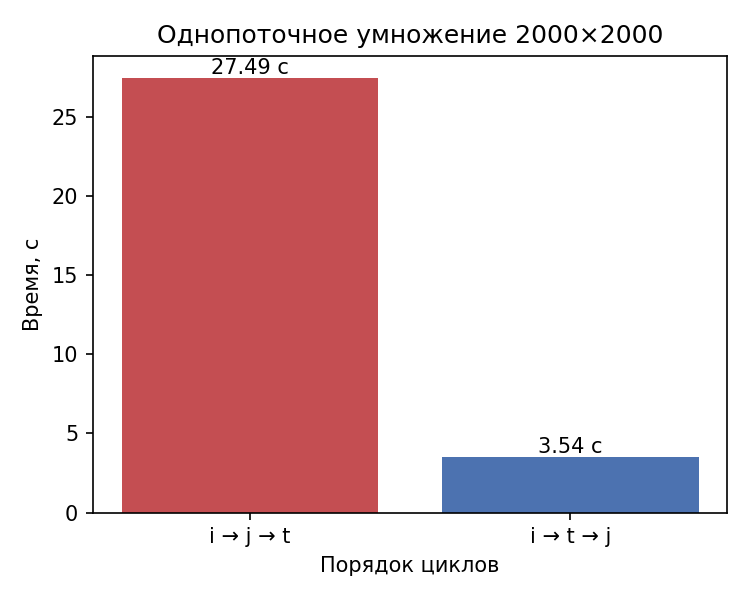 Однопоточное умножение 2000×2000
27.49 с
3.54 с
Время, с
25
20
15
10
5
0
i → j → t
i → t → j
Порядок циклов